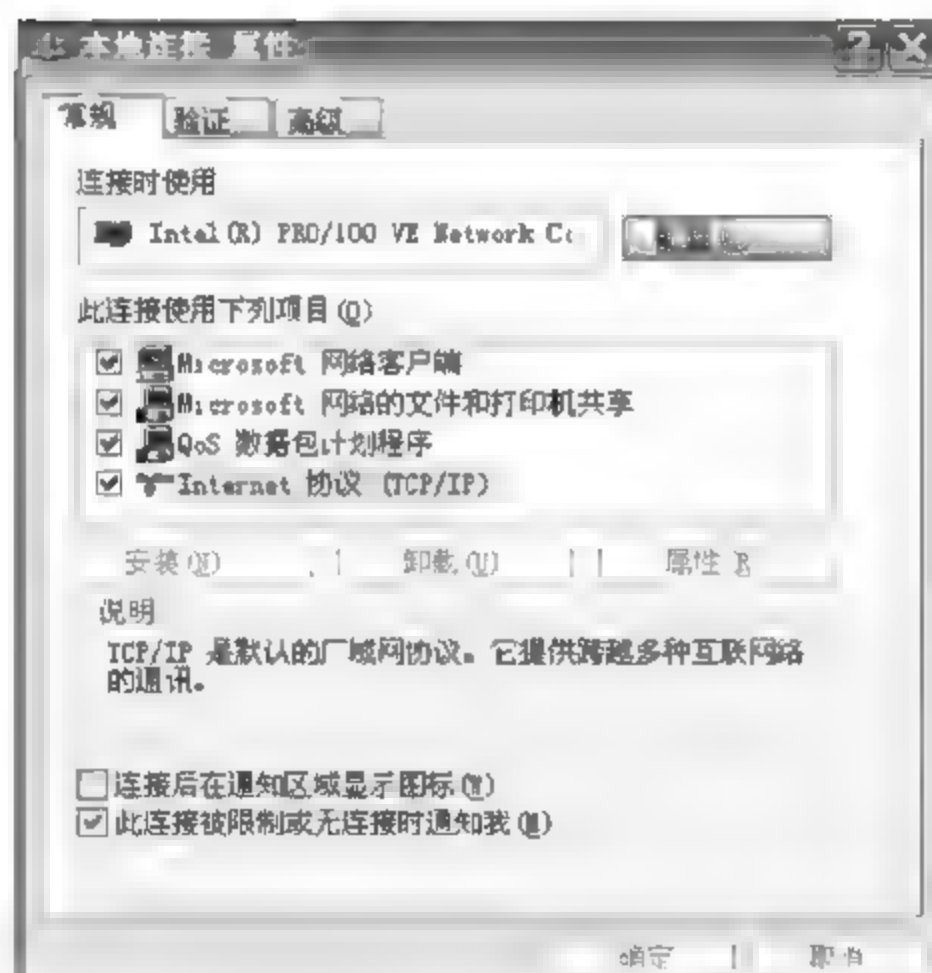 本地连接 属性
? X
常规 验证 高级
连接时使用
Intel(R) PRO/100 VE Network Co
此连接使用下列项目(O)
Microsoft 网络客户端
Microsoft 网络的文件和打印机共享
QoS 数据包计划程序
Internet 协议 (TCP/IP)
安装(N) 卸载(U) 属性 R
说明
TCP/IP 是默认的广域网协议。它提供跨越多种互联网络
的通讯。
连接后在通知区域显示图标(W)
此连接被限制或无连接时通知我(M)
确定 取消